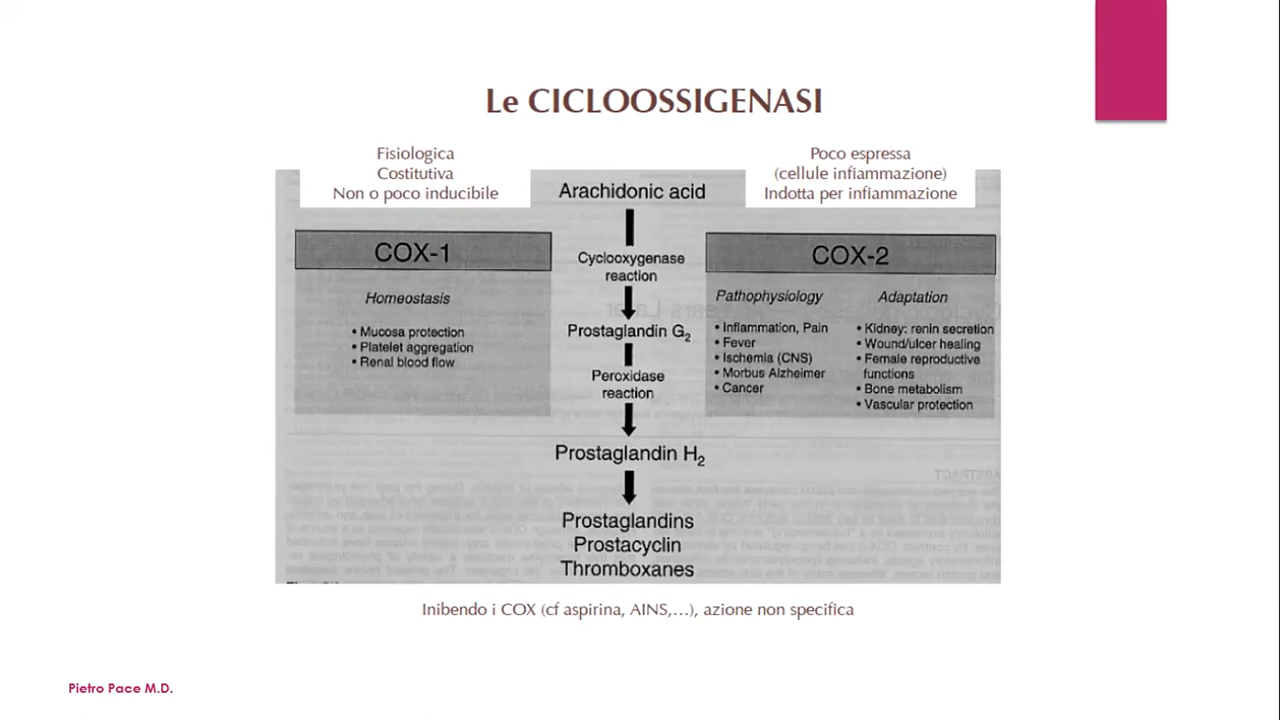 Le CICLOOSSIGENASI
Fisiologica
Costitutiva
Non o poco inducibile
Poco espressa
(cellule infiammazione)
Indotta per infiammazione
Arachidonic acid
Cyclooxygenase
reaction
Prostaglandin G2
Peroxidase
reaction
Prostaglandin H2
Prostaglandins
Prostacyclin
Thromboxanes
COX-1
Homeostasis
• Mucosa protection
• Platelet aggregation
• Renal blood flow
COX-2
Pathophysiology
• Inflammation, Pain
• Fever
• Ischemia (CNS)
• Morbus Alzheimer
• Cancer
Adaptation
• Kidney: renin secretion
• Wound/ulcer healing
• Female reproductive
functions
• Bone metabolism
• Vascular protection
Inibendo i COX (cf aspirina, AINS,...), azione non specifica
Pietro Pace M.D.